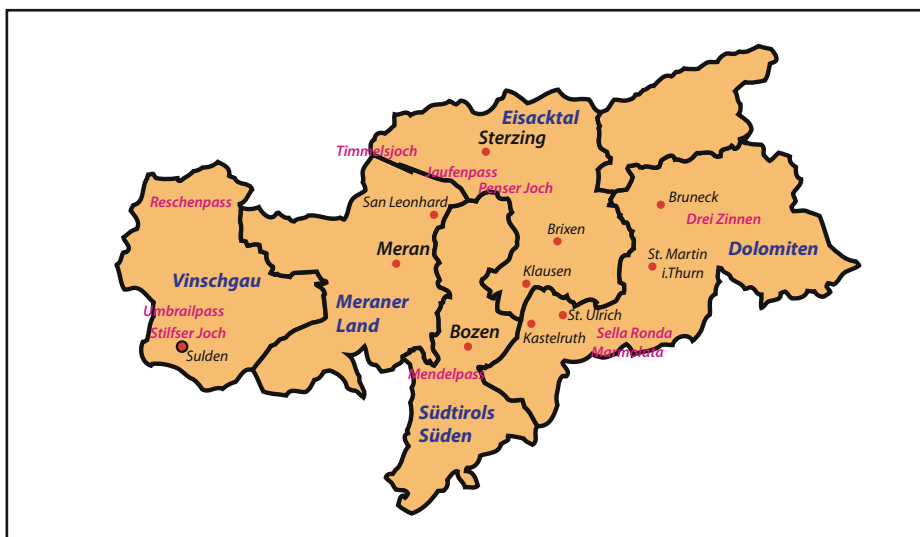 Eisacktal
Sterzing
Timmelsjoch
Jaufenpass
Penser Joch
Reschenpass
San Leonhard
Bruneck
Drei Zinnen
Brixen
Dolomiten
Meran
St. Martin
i.Thurn
Vinschgau
Klausen
Meraner
Land
Umbrailpass
Stilfser Joch
Sulden
St. Ulrich
Kastelruth
Bozen
Sella Ronda
Marmolata
Mendelpass
Südtirols
Süden